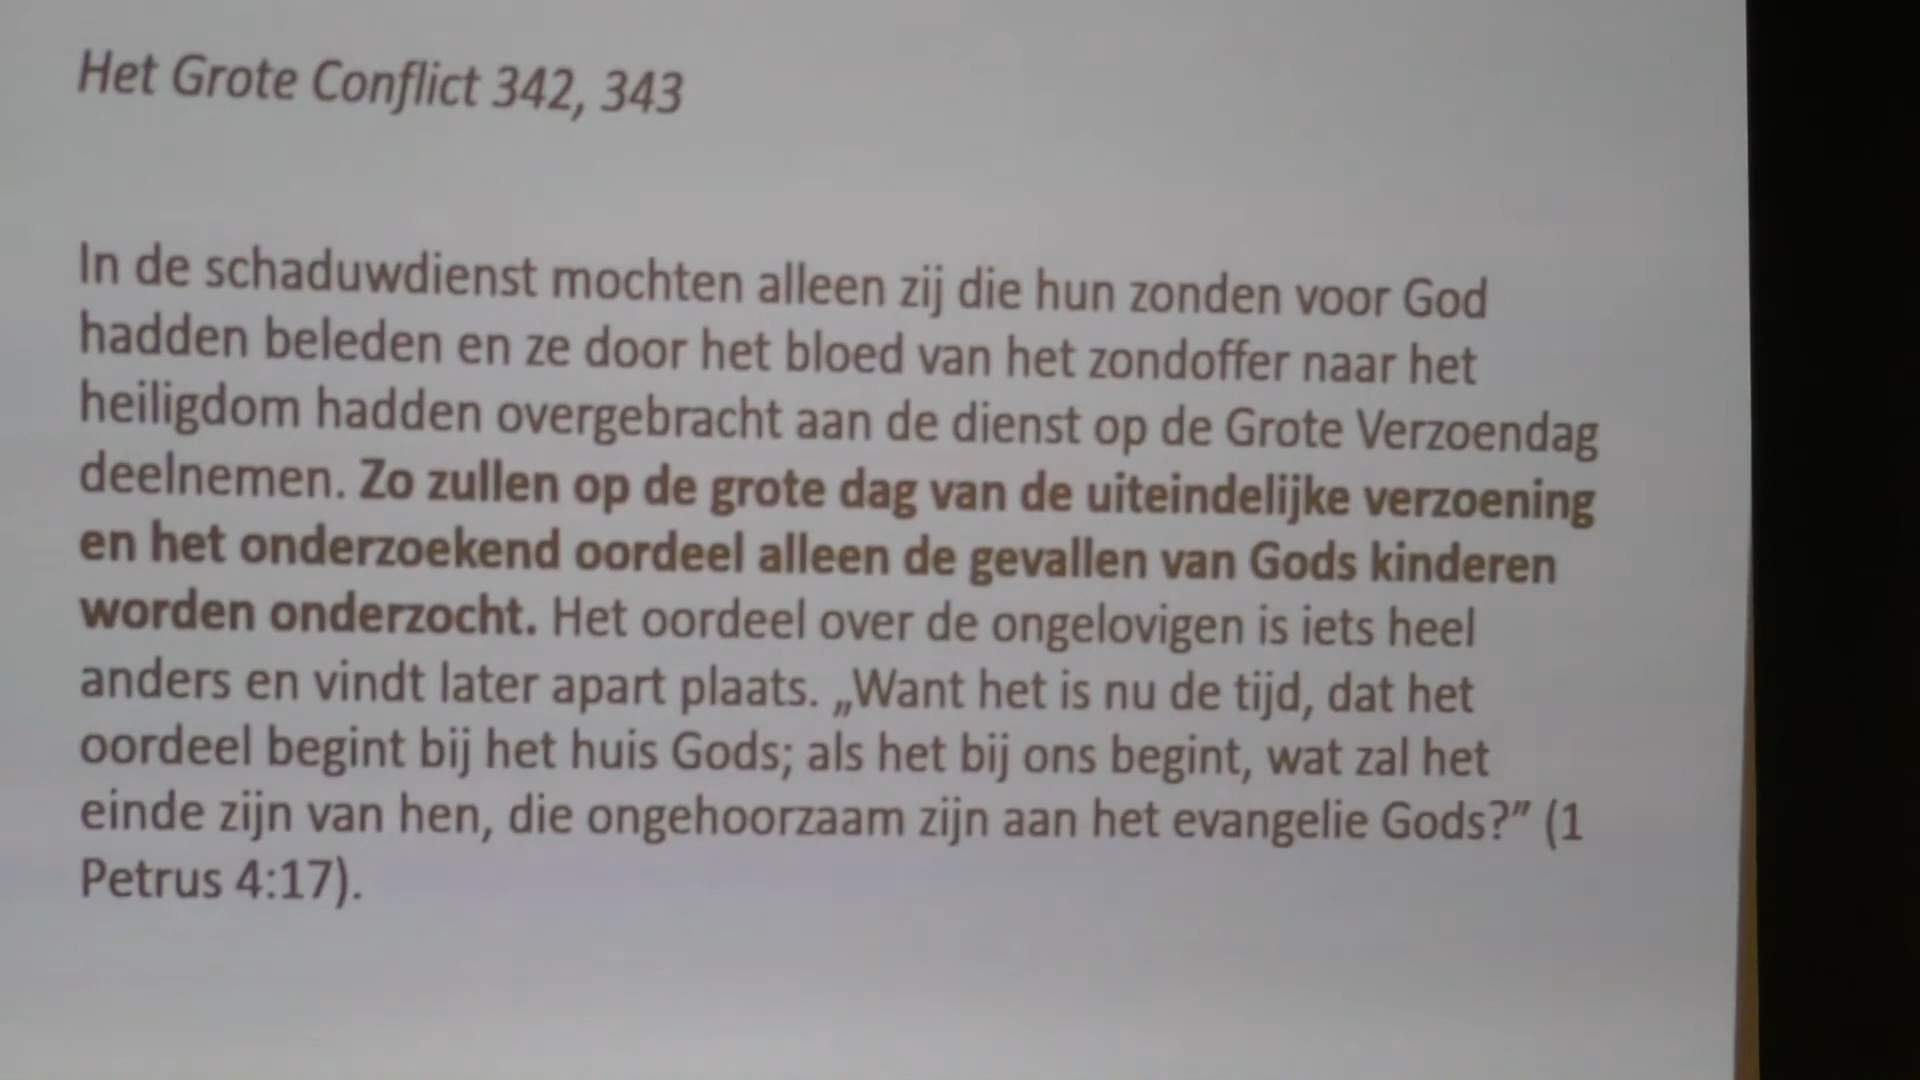 Het Grote Conflict 342, 343
In de schaduwdienst mochten alleen zij die hun zonden voor God
hadden beleden en ze door het bloed van het zondoffer naar het
heiligdom hadden overgebracht aan de dienst op de Grote Verzoendag
deelnemen. Zo zullen op de grote dag van de uiteindelijke verzoening
en het onderzoekend oordeel alleen de gevallen van Gods kinderen
worden onderzocht. Het oordeel over de ongelovigen is iets heel
anders en vindt later apart plaats. „Want het is nu de tijd, dat het
oordeel begint bij het huis Gods; als het bij ons begint, wat zal het
einde zijn van hen, die ongehoorzaam zijn aan het evangelie Gods?” (1
Petrus 4:17).